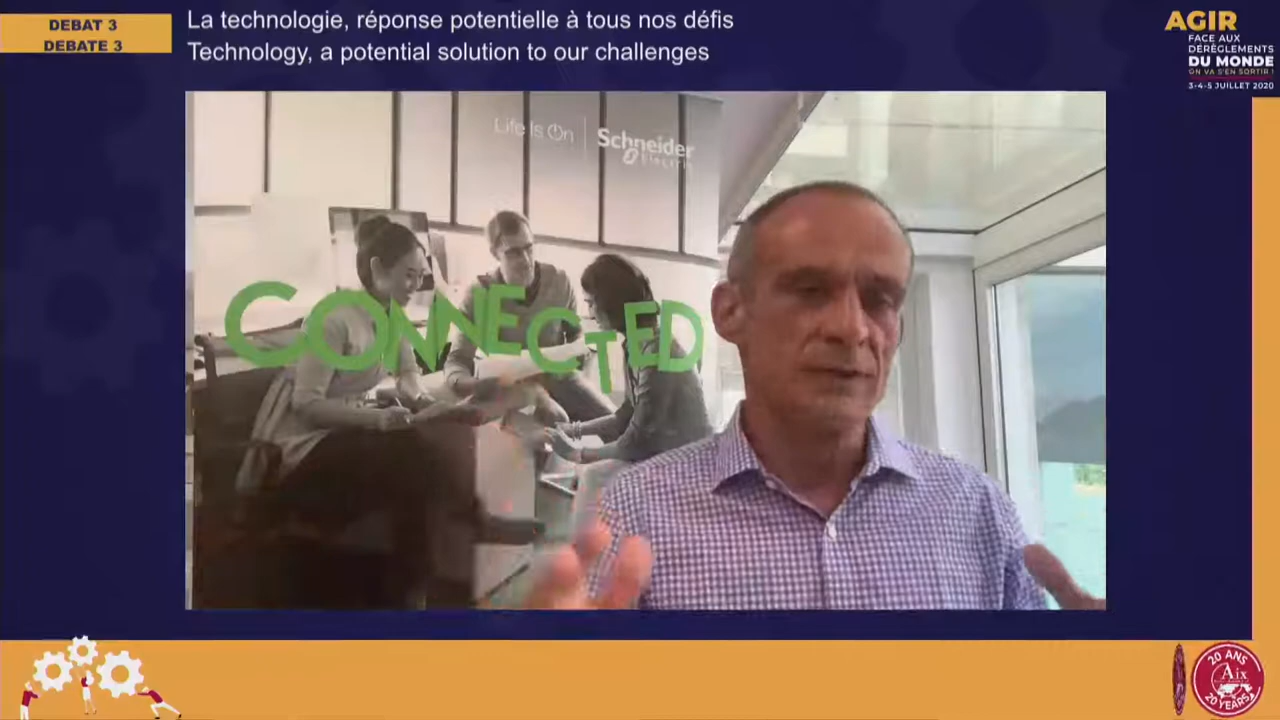 DEBAT 3
DEBATE 3
La technologie, réponse potentielle à tous nos défis
Technology, a potential solution to our challenges
AGIR
FACE AUX
DÉRÈGLEMENTS
DU MONDE
ON VA S'EN SORTIR !
3-4-5 JUILLET 2020
Life Is On
Schneider
Electric
CONNECTED
20 ANS
Aix
20 YEARS